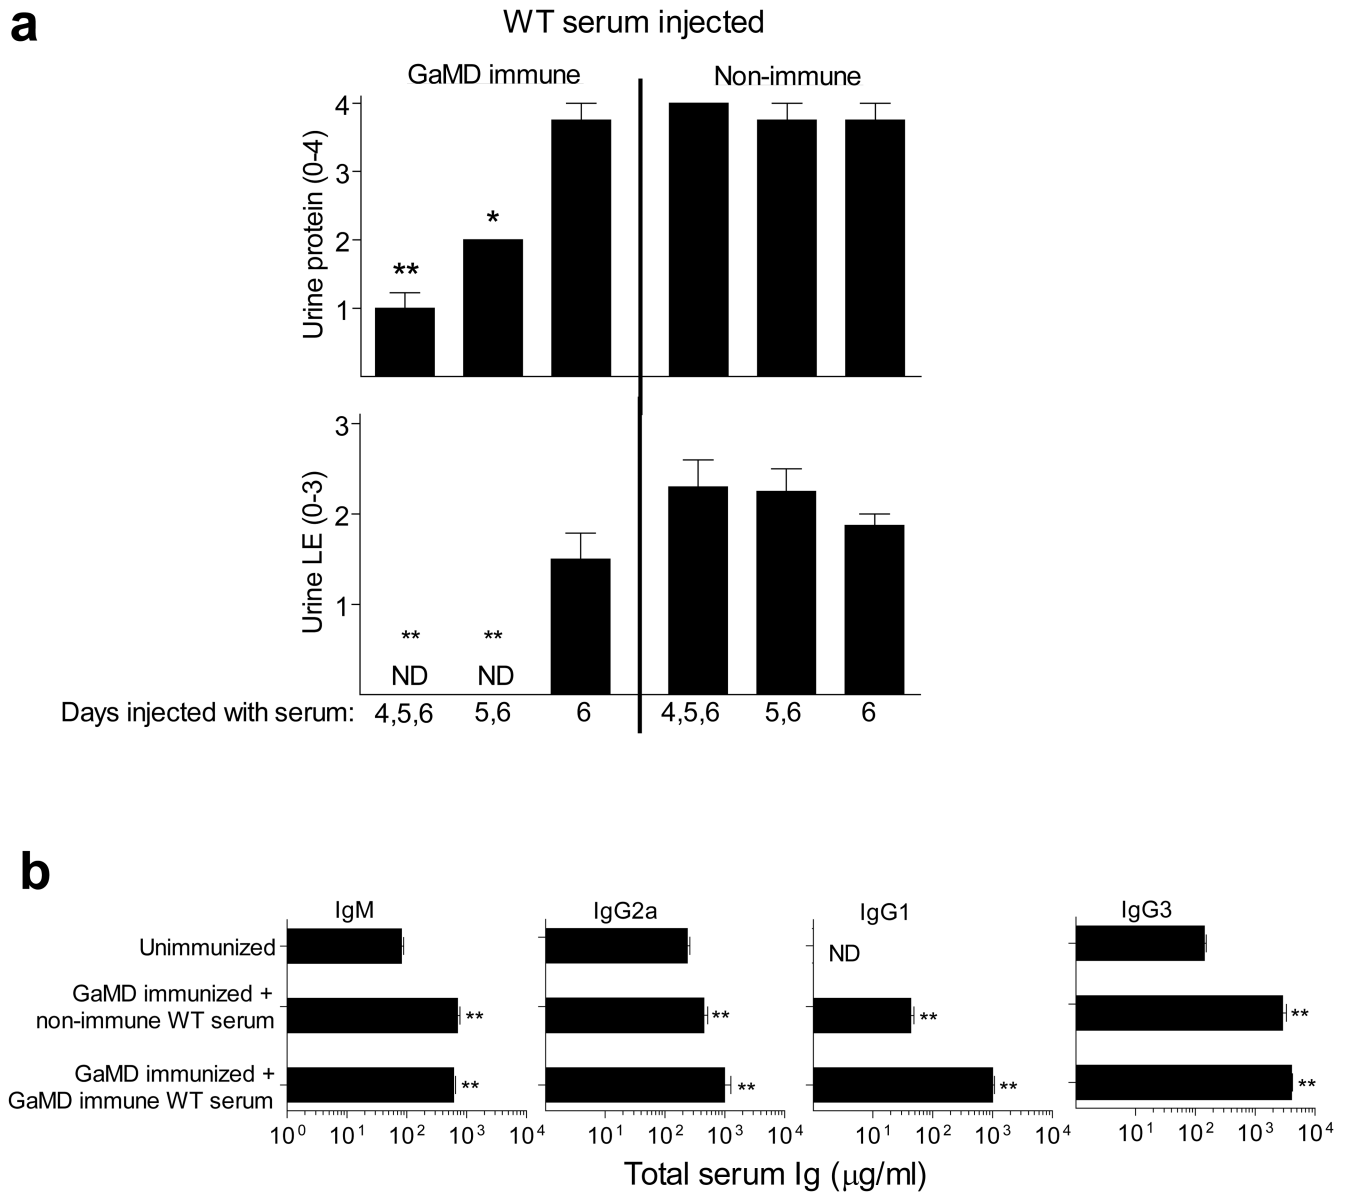 a
WT serum injected
GaMD immune
Non-immune
Urine protein (0-4)
4
3
2
1
**
*
Urine LE (0-3)
3
2
1
**
**
ND
ND
Days injected with serum:
4,5,6
5,6
6
4,5,6
5,6
6
b
IgM
IgG2a
IgG1
IgG3
Unimmunized
ND
GaMD immunized +
non-immune WT serum
**
**
**
**
GaMD immunized +
GaMD immune WT serum
**
**
**
**
10⁰ 10¹ 10² 10³ 10⁴
10¹ 10² 10³ 10⁴
10¹ 10² 10³ 10⁴
10¹ 10² 10³ 10⁴
Total serum Ig (μg/ml)